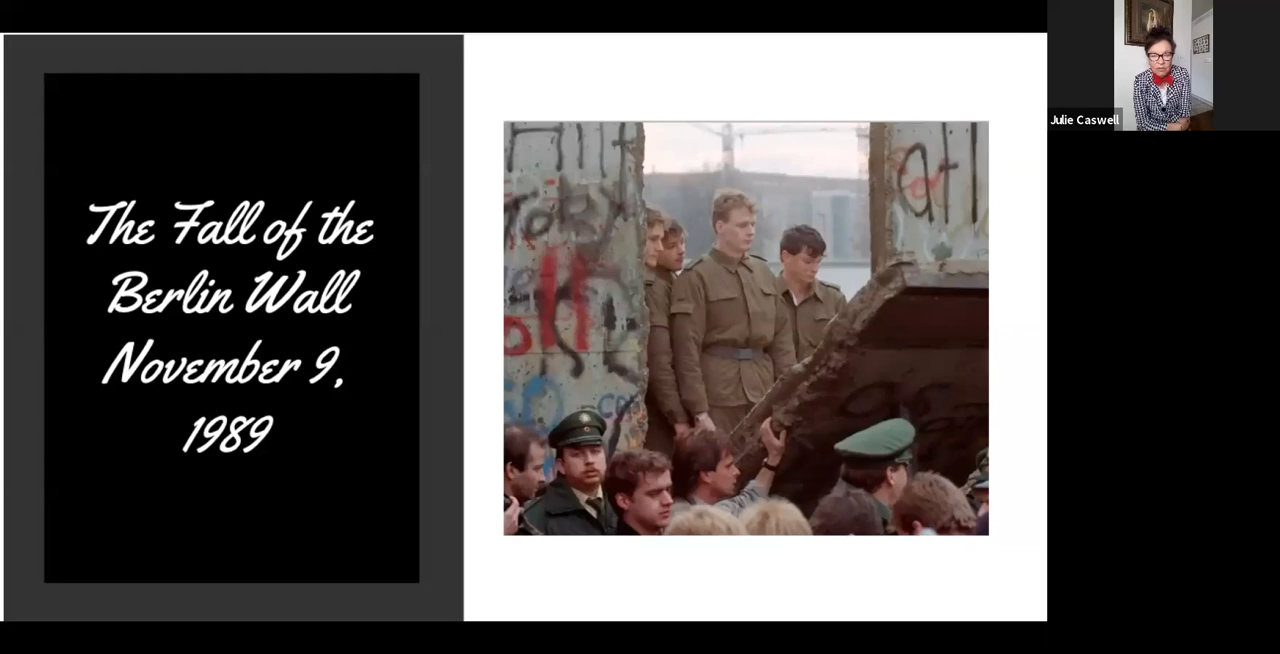 The Fall of the
Berlin Wall
November 9,
1989
Julie Caswell